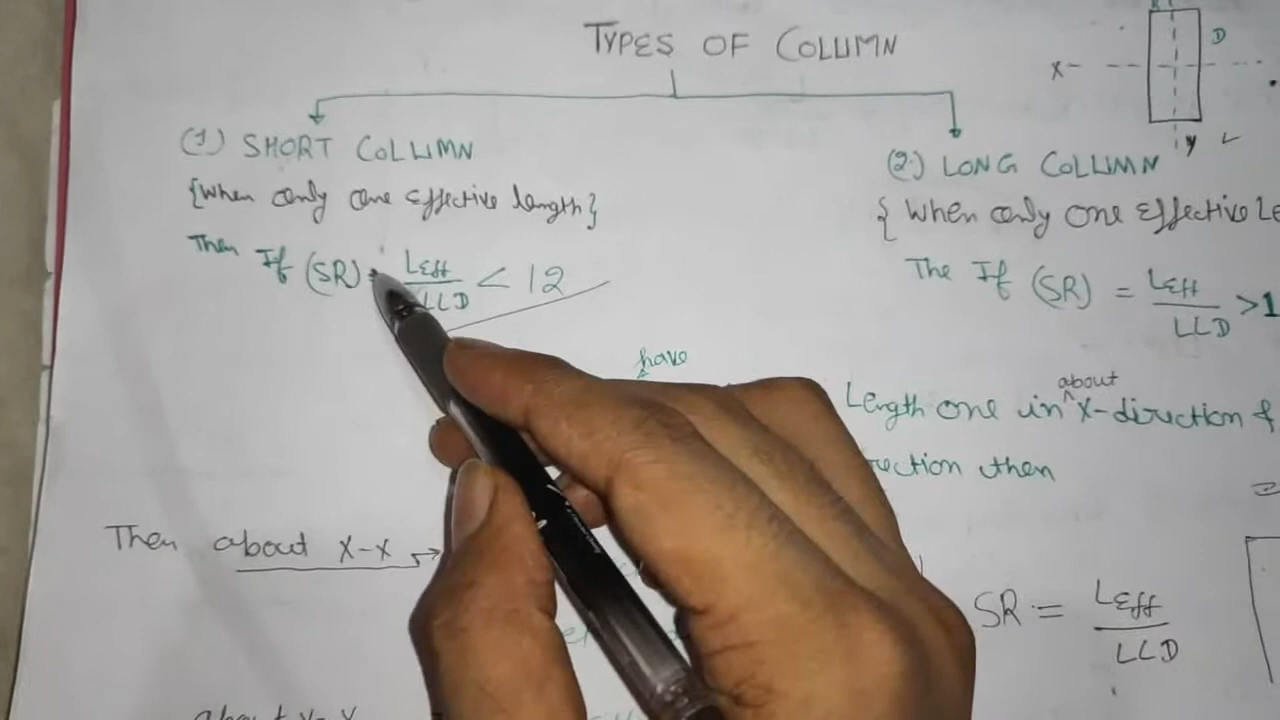 TYPES OF COLUMN
D
X
y
(1) SHORT COLUMN
{When only one effective length}
Then If (SR) = LEff / LLD < 12
(2) LONG COLUMN
{ When only one Effective Le
The If (SR) = LEff / LLD > 1
have
Length one in about X-direction &
rection then
Then about X-X →
SR = LEff / LLD
about